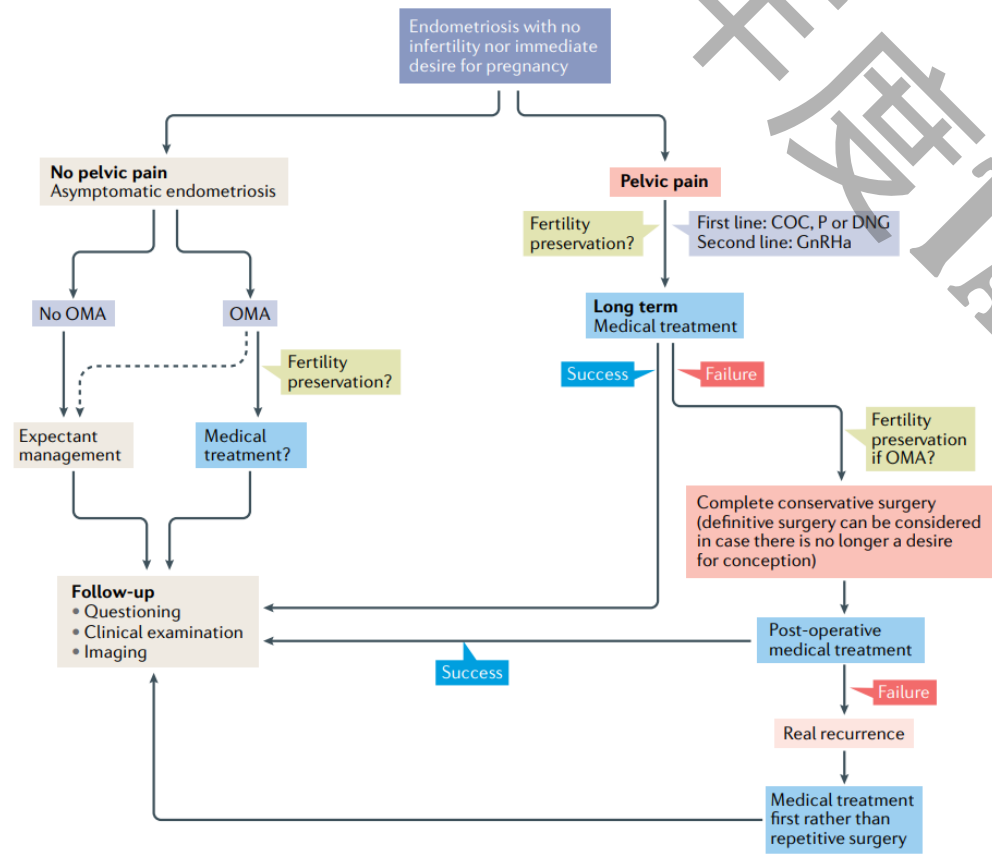 Endometriosis with no
infertility nor immediate
desire for pregnancy
No pelvic pain
Asymptomatic endometriosis
Pelvic pain
Fertility
preservation?
First line: COC, P or DNG
Second line: GnRHa
No OMA
OMA
Long term
Medical treatment
Fertility
preservation?
Success
Failure
Expectant
management
Medical
treatment?
Fertility
preservation
if OMA?
Complete conservative surgery
(definitive surgery can be considered
in case there is no longer a desire
for conception)
Follow-up
• Questioning
• Clinical examination
• Imaging
Post-operative
medical treatment
Success
Failure
Real recurrence
Medical treatment
first rather than
repetitive surgery
年度